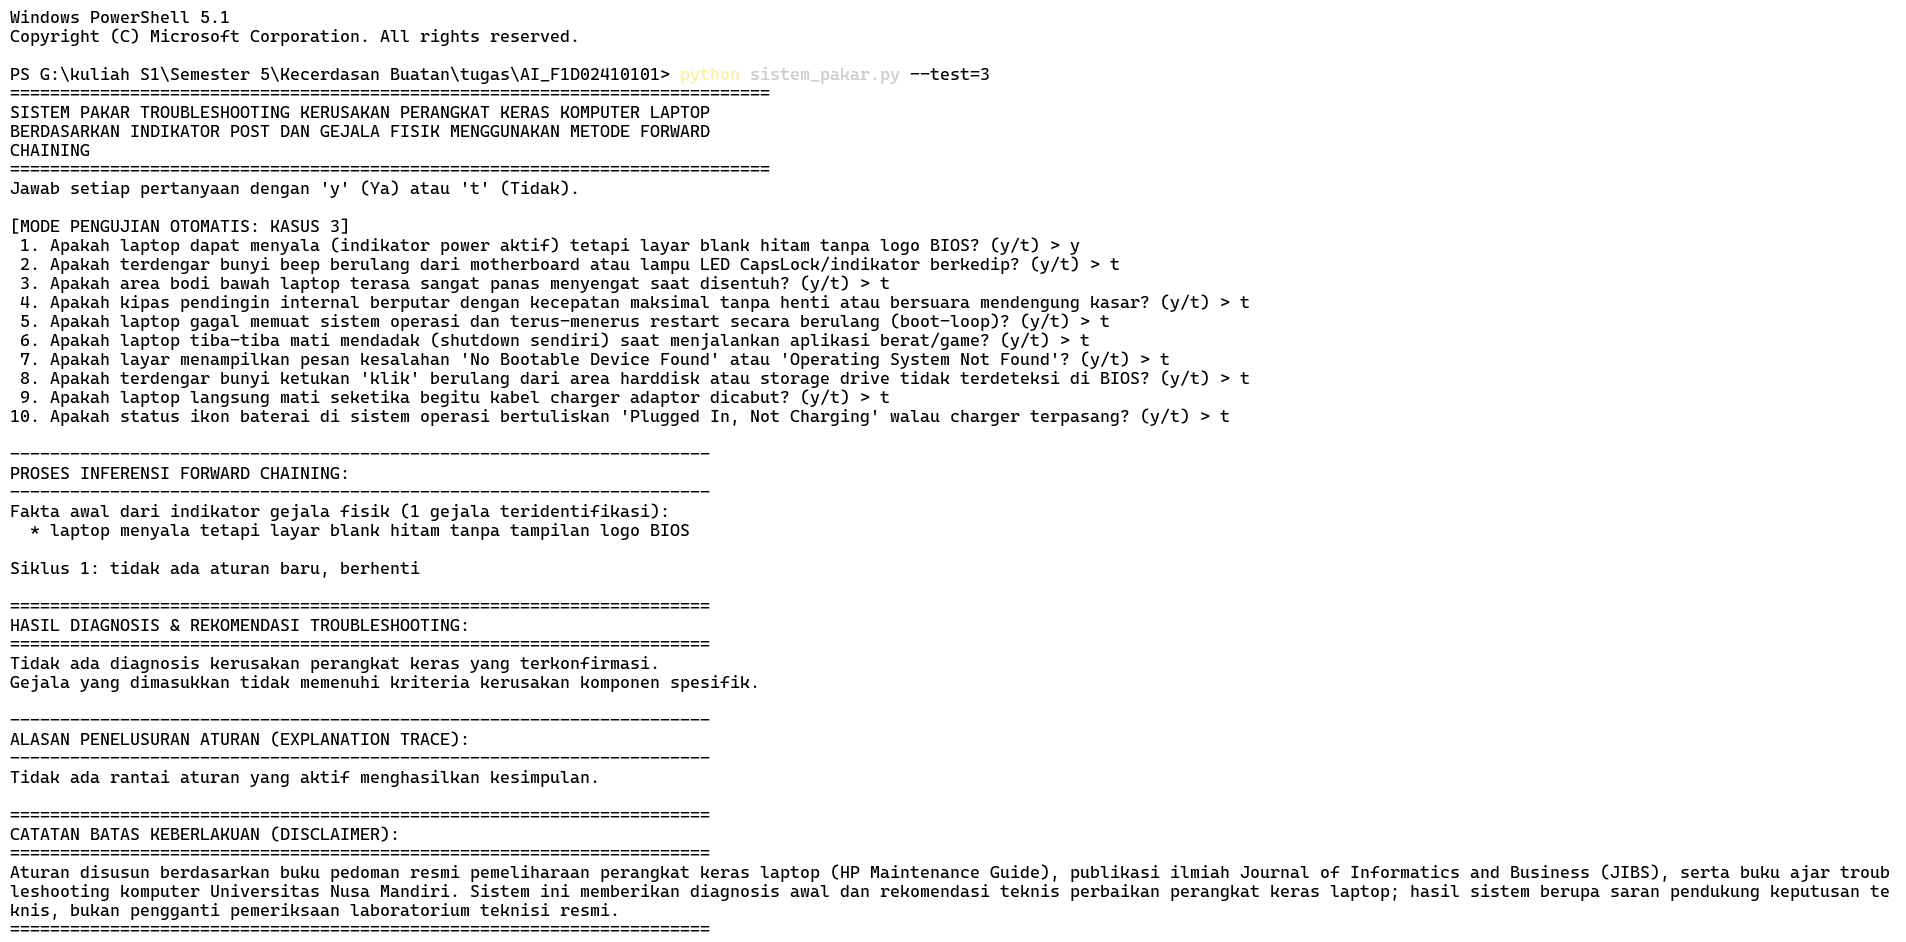 Windows PowerShell 5.1
Copyright (C) Microsoft Corporation. All rights reserved.
PS G:\kuliah S1\Semester 5\Kecerdasan Buatan\tugas\AI_F1D02410101> python sistem_pakar.py --test=3
============================================================================
SISTEM PAKAR TROUBLESHOOTING KERUSAKAN PERANGKAT KERAS KOMPUTER LAPTOP
BERDASARKAN INDIKATOR POST DAN GEJALA FISIK MENGGUNAKAN METODE FORWARD
CHAINING
============================================================================
Jawab setiap pertanyaan dengan 'y' (Ya) atau 't' (Tidak).
[MODE PENGUJIAN OTOMATIS: KASUS 3]
 1. Apakah laptop dapat menyala (indikator power aktif) tetapi layar blank hitam tanpa logo BIOS? (y/t) > y
 2. Apakah terdengar bunyi beep berulang dari motherboard atau lampu LED CapsLock/indikator berkedip? (y/t) > t
 3. Apakah area bodi bawah laptop terasa sangat panas menyengat saat disentuh? (y/t) > t
 4. Apakah kipas pendingin internal berputar dengan kecepatan maksimal tanpa henti atau bersuara mendengung kasar? (y/t) > t
 5. Apakah laptop gagal memuat sistem operasi dan terus-menerus restart secara berulang (boot-loop)? (y/t) > t
 6. Apakah laptop tiba-tiba mati mendadak (shutdown sendiri) saat menjalankan aplikasi berat/game? (y/t) > t
 7. Apakah layar menampilkan pesan kesalahan 'No Bootable Device Found' atau 'Operating System Not Found'? (y/t) > t
 8. Apakah terdengar bunyi ketukan 'klik' berulang dari area harddisk atau storage drive tidak terdeteksi di BIOS? (y/t) > t
 9. Apakah laptop langsung mati seketika begitu kabel charger adaptor dicabut? (y/t) > t
10. Apakah status ikon baterai di sistem operasi bertuliskan 'Plugged In, Not Charging' walau charger terpasang? (y/t) > t
----------------------------------------------------------------------
PROSES INFERENSI FORWARD CHAINING:
----------------------------------------------------------------------
Fakta awal dari indikator gejala fisik (1 gejala teridentifikasi):
  * laptop menyala tetapi layar blank hitam tanpa tampilan logo BIOS
Siklus 1: tidak ada aturan baru, berhenti
======================================================================
HASIL DIAGNOSIS & REKOMENDASI TROUBLESHOOTING:
======================================================================
Tidak ada diagnosis kerusakan perangkat keras yang terkonfirmasi.
Gejala yang dimasukkan tidak memenuhi kriteria kerusakan komponen spesifik.
----------------------------------------------------------------------
ALASAN PENELUSURAN ATURAN (EXPLANATION TRACE):
----------------------------------------------------------------------
Tidak ada rantai aturan yang aktif menghasilkan kesimpulan.
======================================================================
CATATAN BATAS KEBERLAKUAN (DISCLAIMER):
======================================================================
Aturan disusun berdasarkan buku pedoman resmi pemeliharaan perangkat keras laptop (HP Maintenance Guide), publikasi ilmiah Journal of Informatics and Business (JIBS), serta buku ajar troub
leshooting komputer Universitas Nusa Mandiri. Sistem ini memberikan diagnosis awal dan rekomendasi teknis perbaikan perangkat keras laptop; hasil sistem berupa saran pendukung keputusan te
knis, bukan pengganti pemeriksaan laboratorium teknisi resmi.
======================================================================